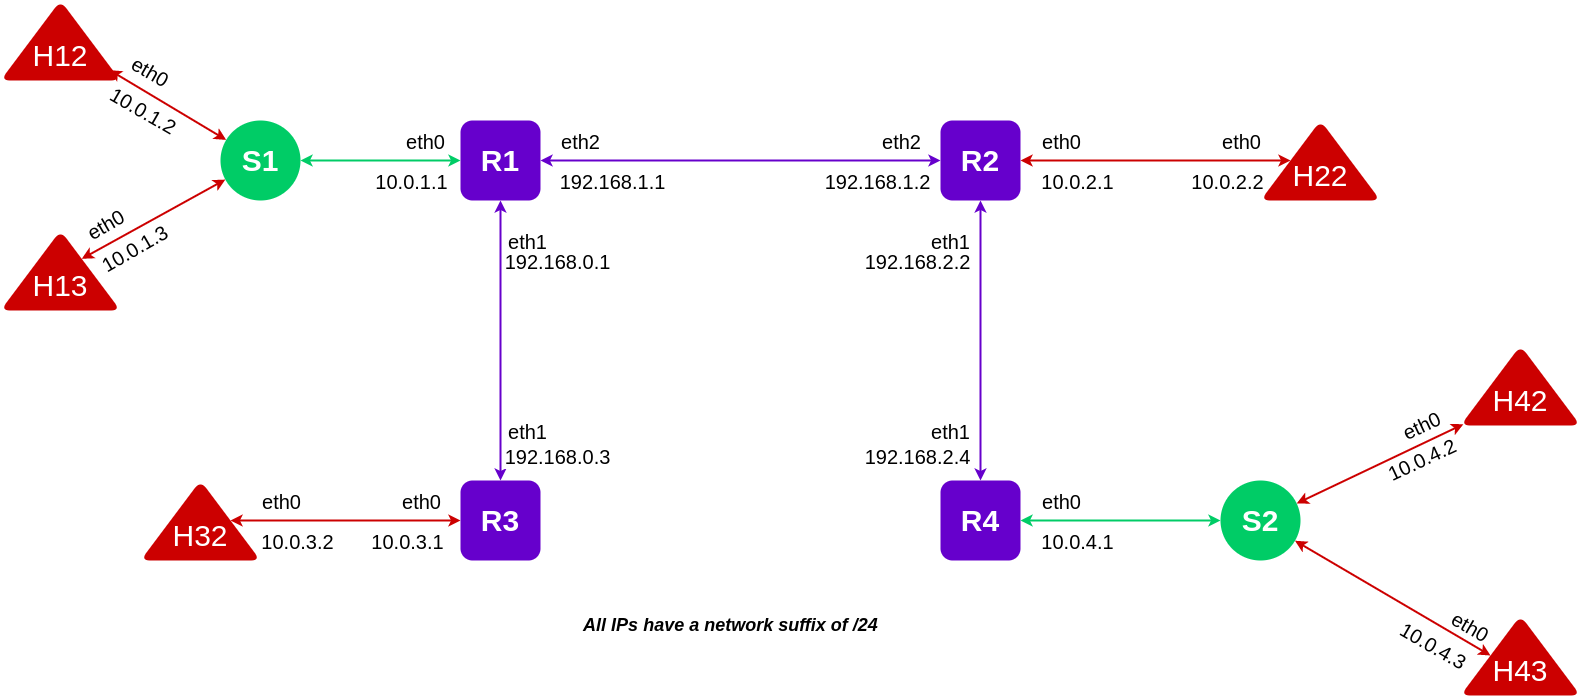 H12
eth0
10.0.1.2
S1
eth0
10.0.1.1
R1
eth2
192.168.1.1
eth2
192.168.1.2
R2
eth0
10.0.2.1
eth0
10.0.2.2
H22
eth0
10.0.1.3
H13
eth1
192.168.0.1
eth1
192.168.2.2
H42
eth0
10.0.4.2
eth1
192.168.0.3
eth1
192.168.2.4
H32
eth0
10.0.3.2
eth0
10.0.3.1
R3
R4
eth0
10.0.4.1
S2
All IPs have a network suffix of /24
eth0
10.0.4.3
H43